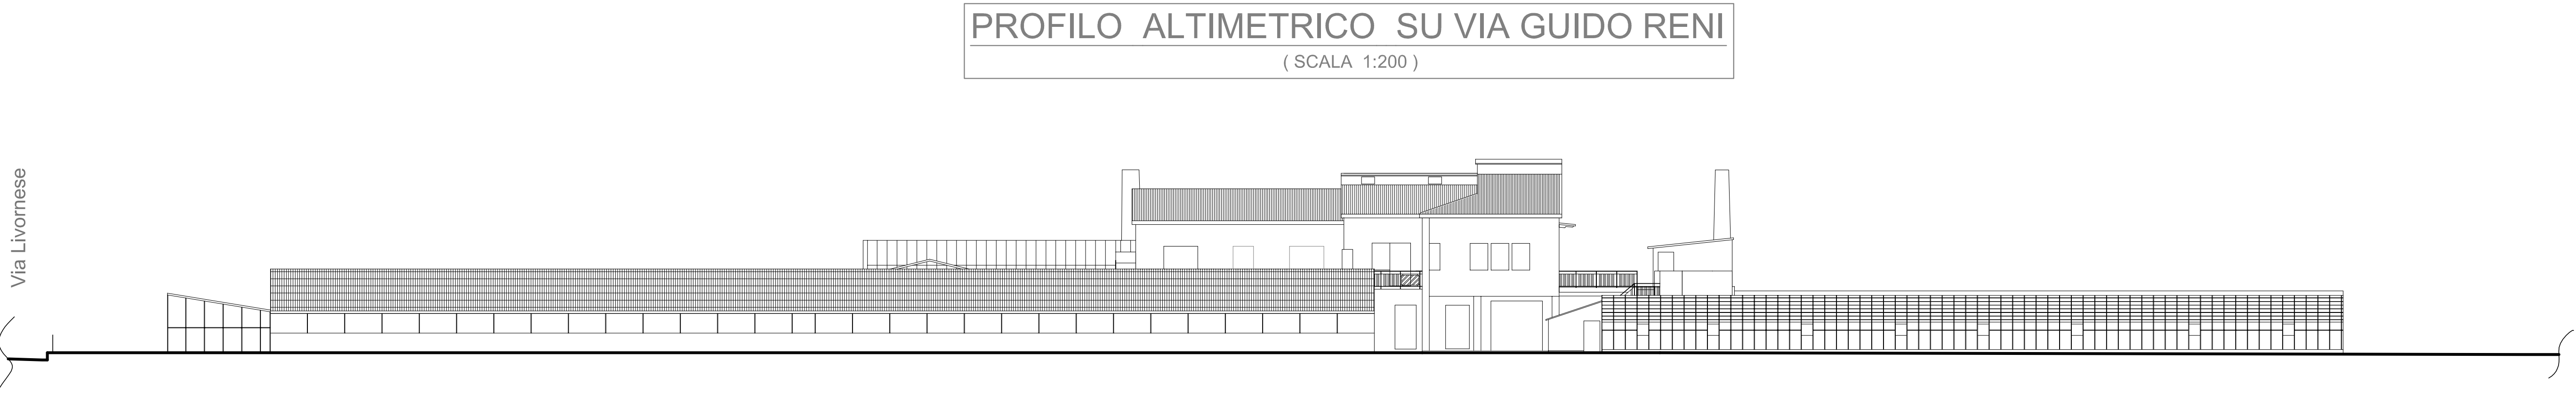 PROFILO ALTIMETRICO SU VIA GUIDO RENI
( SCALA 1:200 )
Via Livornese